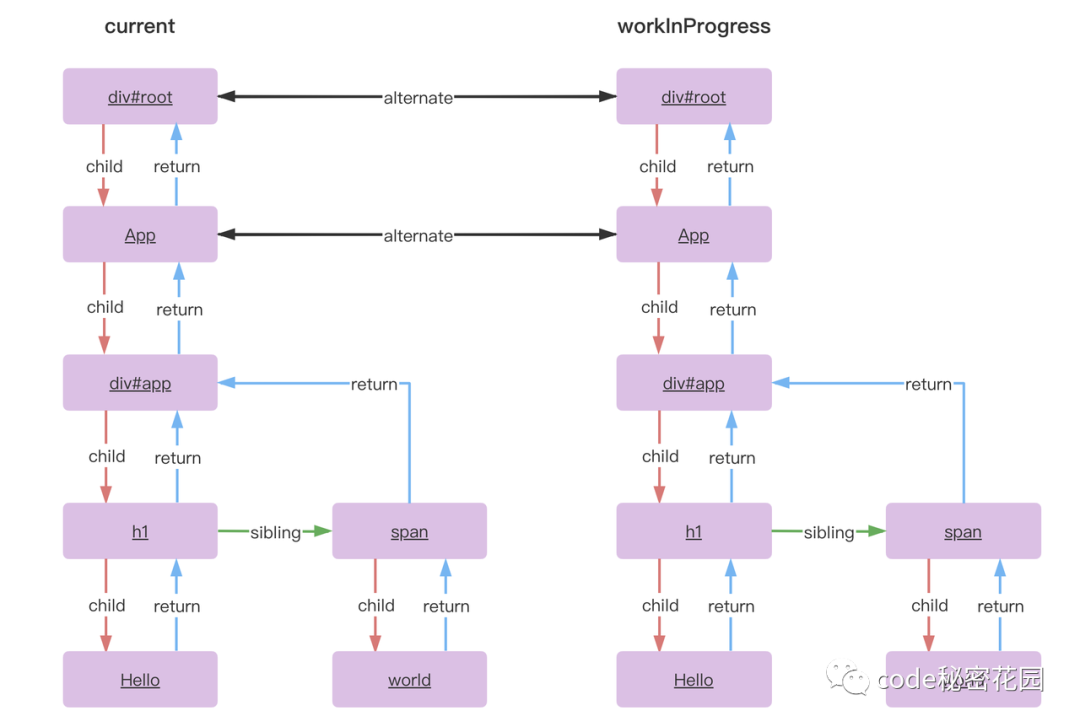 current
workInProgress
div#root
alternate
div#root
child
return
child
return
App
alternate
App
child
return
child
return
div#app
return
div#app
return
child
return
child
return
h1
sibling
span
h1
sibling
span
child
return
child
return
child
return
child
return
Hello
world
Hello
code秘密花园